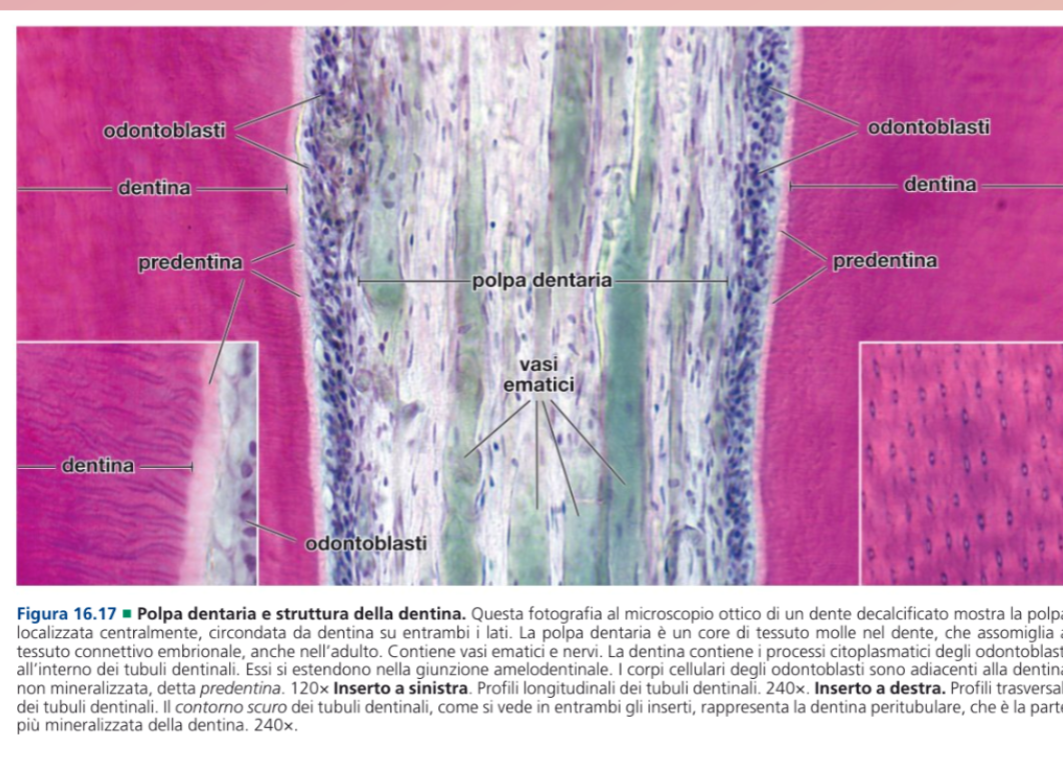 odontoblasti
odontoblasti
dentina
dentina
predentina
predentina
polpa dentaria
vasi
ematici
dentina
odontoblasti
Figura 16.17 ■ Polpa dentaria e struttura della dentina. Questa fotografia al microscopio ottico di un dente decalcificato mostra la polpa
localizzata centralmente, circondata da dentina su entrambi i lati. La polpa dentaria è un core di tessuto molle nel dente, che assomiglia
tessuto connettivo embrionale, anche nell'adulto. Contiene vasi ematici e nervi. La dentina contiene i processi citoplasmatici degli odontoblast
all'interno dei tubuli dentinali. Essi si estendono nella giunzione amelodentinale. I corpi cellulari degli odontoblasti sono adiacenti alla dentina
non mineralizzata, detta predentina. 120× Inserto a sinistra. Profili longitudinali dei tubuli dentinali. 240×. Inserto a destra. Profili trasversal
dei tubuli dentinali. Il contorno scuro dei tubuli dentinali, come si vede in entrambi gli inserti, rappresenta la dentina peritubulare, che è la parte
più mineralizzata della dentina. 240×.